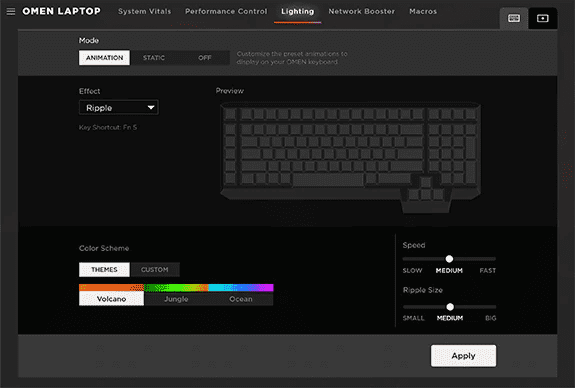 OMEN LAPTOP System Vitals Performance Control Lighting Network Booster Macros
Mode
ANIMATION STATIC OFF
Customize the preset animations to
display on your OMEN keyboard.
Effect
Ripple
Key Shortcut: Fn 5
Preview
Color Scheme
THEMES CUSTOM
Volcano Jungle Ocean
Speed
SLOW MEDIUM FAST
Ripple Size
SMALL MEDIUM BIG
Apply